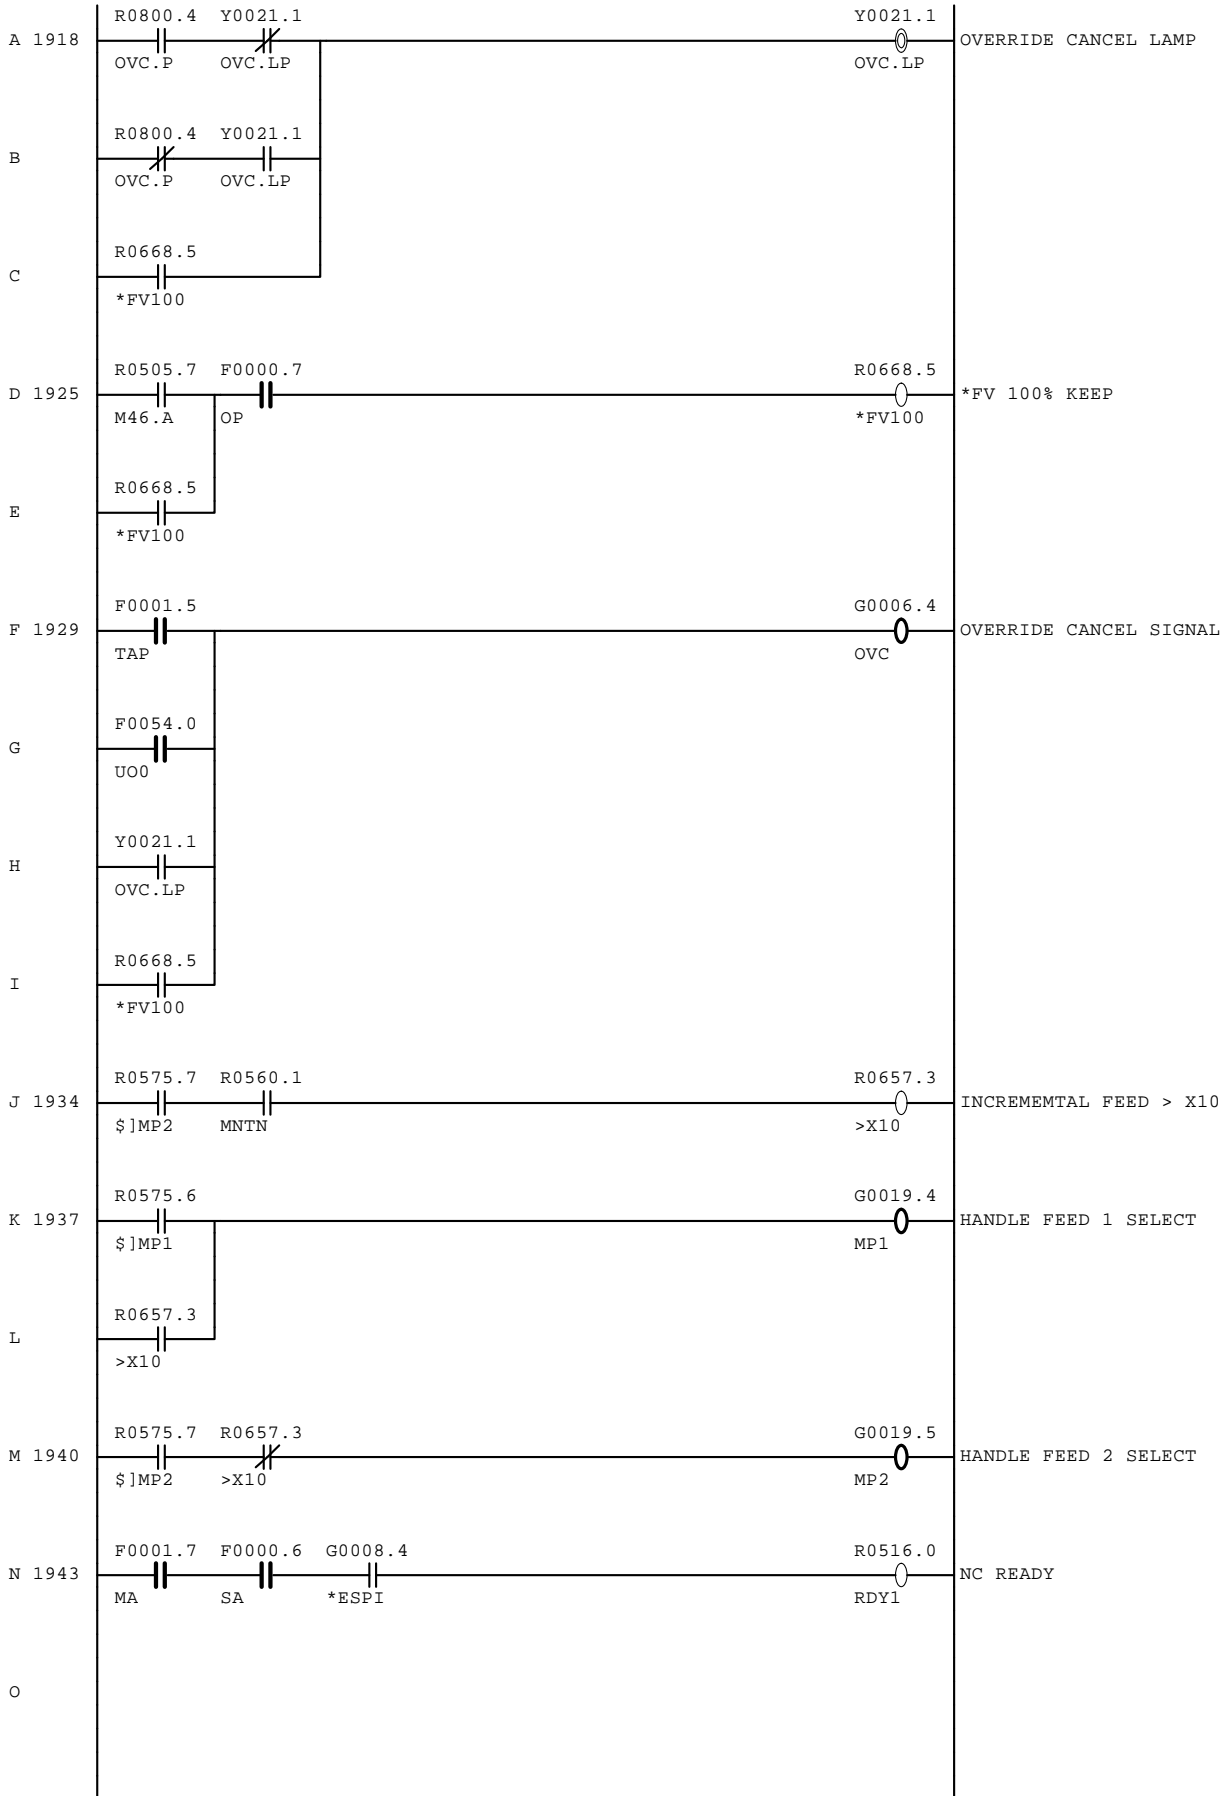 R0800.4 Y0021.1 Y0021.1
A 1918 OVERRIDE CANCEL LAMP
OVC.P OVC.LP OVC.LP
R0800.4 Y0021.1
B
OVC.P OVC.LP
R0668.5
C
*FV100
R0505.7 F0000.7 R0668.5
D 1925 *FV 100% KEEP
M46.A OP *FV100
R0668.5
E
*FV100
F0001.5 G0006.4
F 1929 OVERRIDE CANCEL SIGNAL
TAP OVC
F0054.0
G
UO0
Y0021.1
H
OVC.LP
R0668.5
I
*FV100
R0575.7 R0560.1 R0657.3
J 1934 INCREMEMTAL FEED > X10
$]MP2 MNTN >X10
R0575.6 G0019.4
K 1937 HANDLE FEED 1 SELECT
$]MP1 MP1
R0657.3
L
>X10
R0575.7 R0657.3 G0019.5
M 1940 HANDLE FEED 2 SELECT
$]MP2 >X10 MP2
F0001.7 F0000.6 G0008.4 R0516.0
N 1943 NC READY
MA SA *ESPI RDY1
O